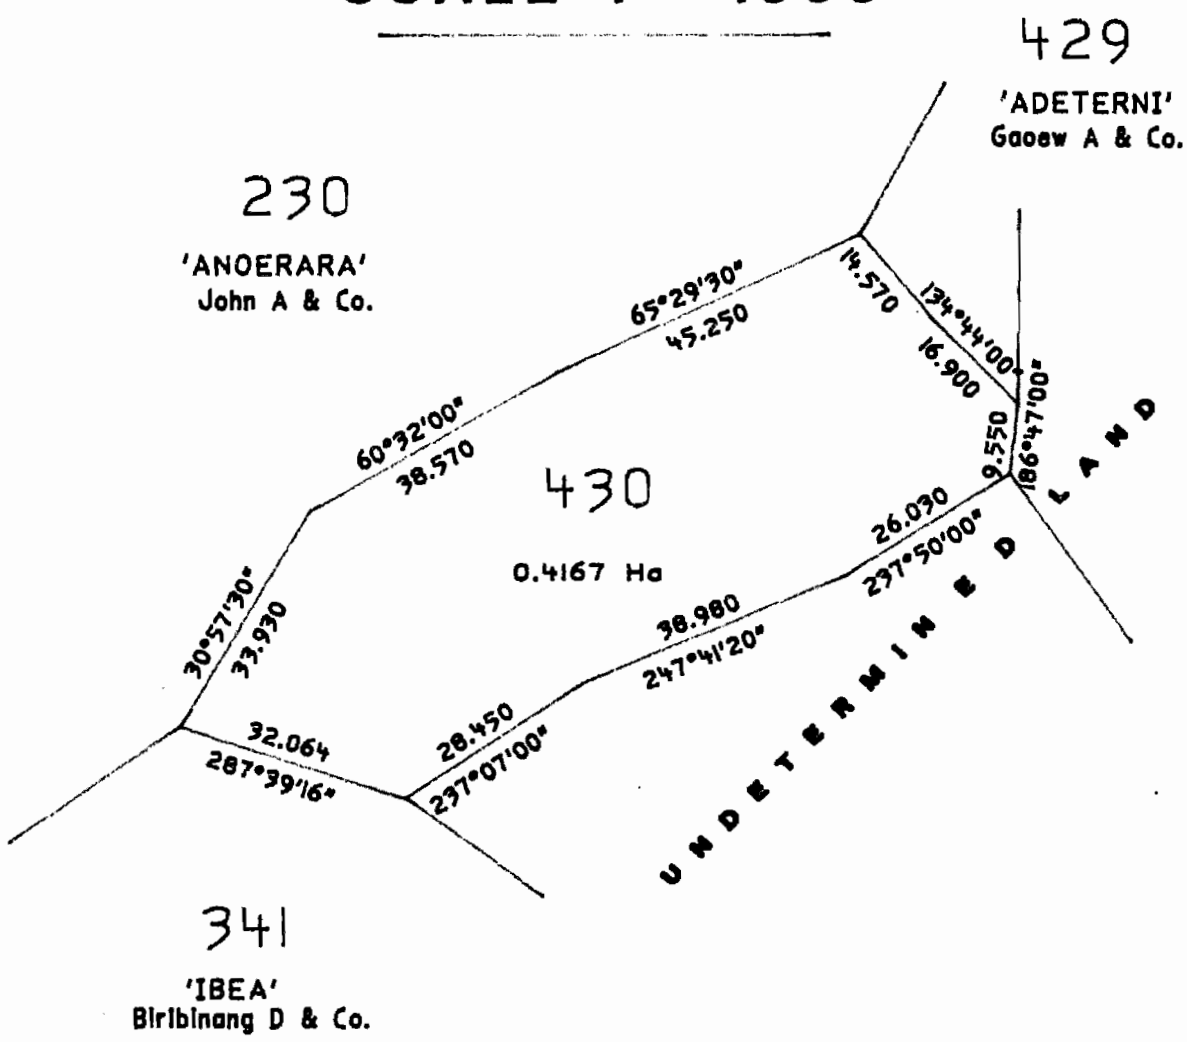 429
'ADETERNI'
Gaoew A & Co.
230
'ANOERARA'
John A & Co.
65°29'30"
45.250
14.570
134°44'00"
16.900
60°32'00"
38.570
9.550
186°47'00"
430
0.4167 Ha
26.030
237°50'00"
30°57'30"
33.930
38.980
247°41'20"
32.064
287°39'16"
28.450
237°07'00"
UNDETERMINED LAND
341
'IBEA'
Biribinang D & Co.